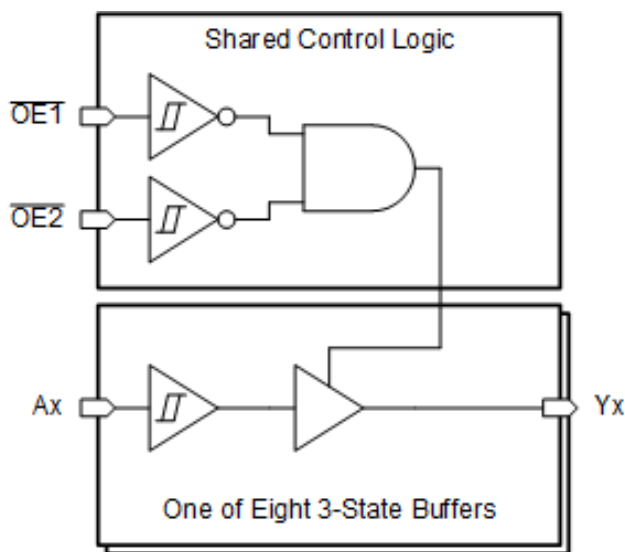 Shared Control Logic
OE1
OE2
Ax
Yx
One of Eight 3-State Buffers